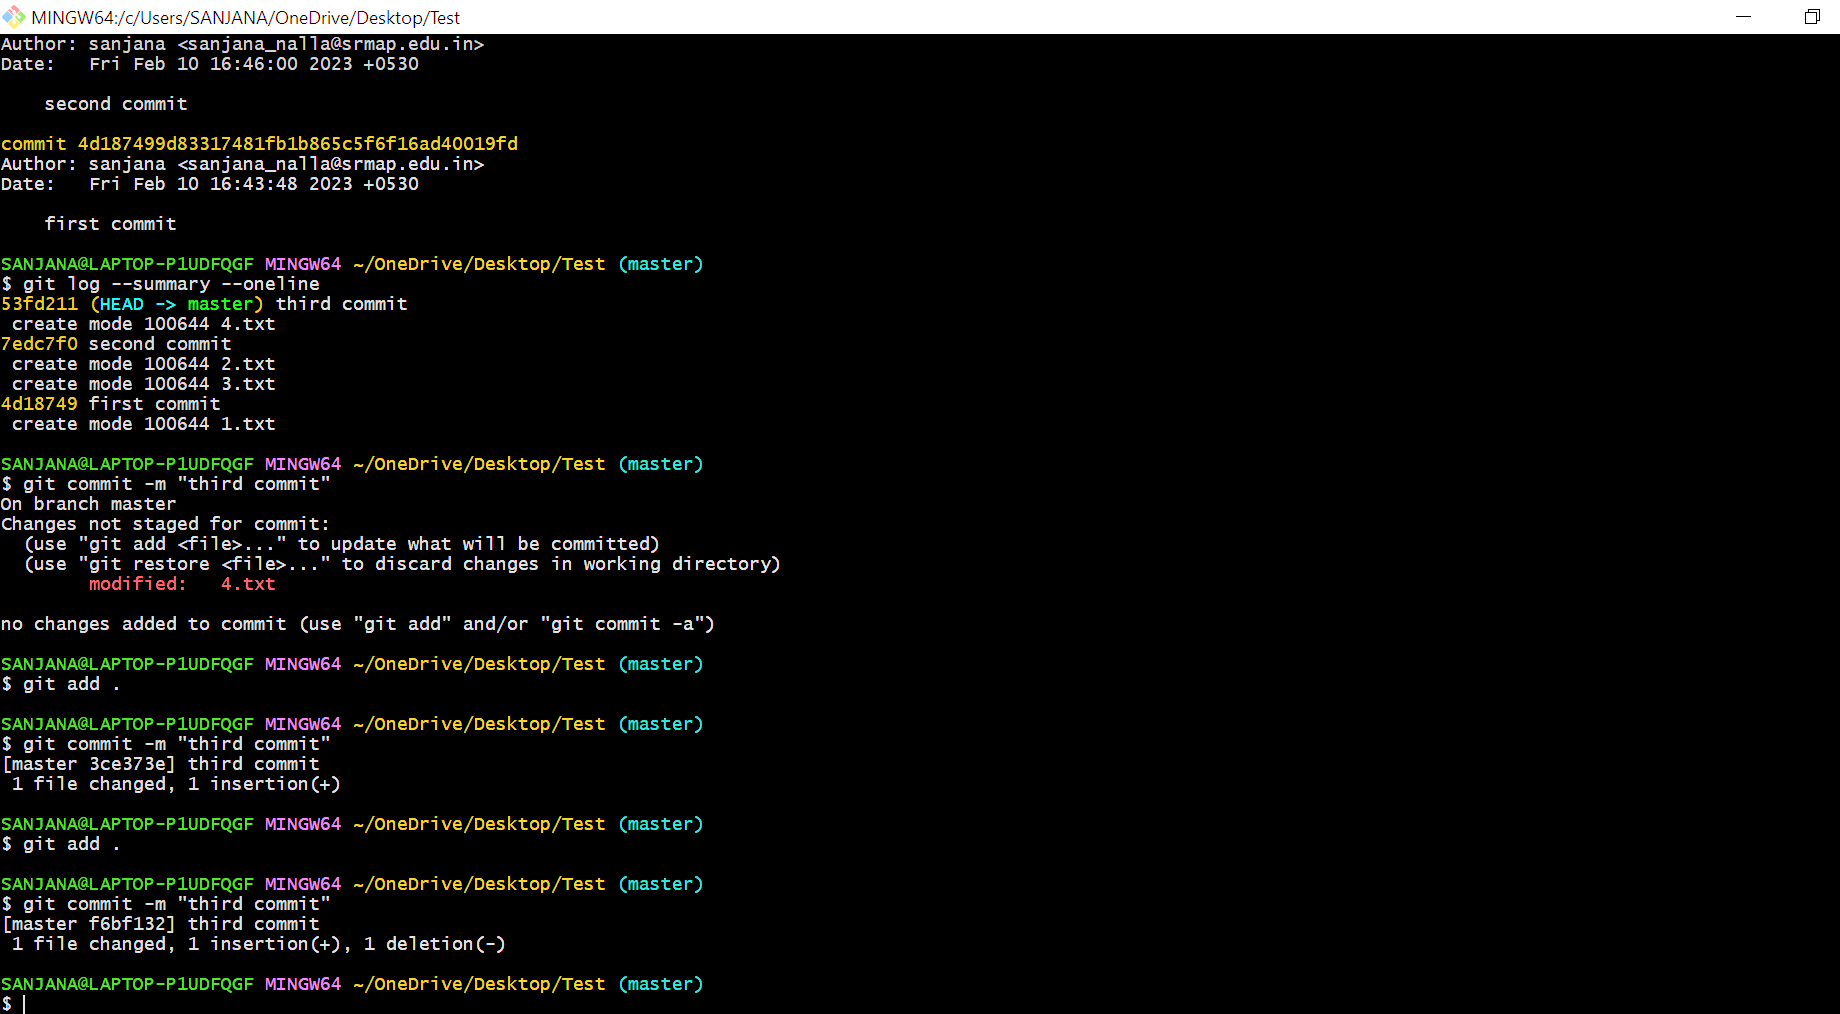 MINGW64:/c/Users/SANJANA/OneDrive/Desktop/Test
Author: sanjana <sanjana_nalla@srmap.edu.in>
Date:   Fri Feb 10 16:46:00 2023 +0530
    second commit
commit 4d187499d83317481fb1b865c5f6f16ad40019fd
Author: sanjana <sanjana_nalla@srmap.edu.in>
Date:   Fri Feb 10 16:43:48 2023 +0530
    first commit
SANJANA@LAPTOP-P1UDFQGF MINGW64 ~/OneDrive/Desktop/Test (master)
$ git log --summary --oneline
53fd211 (HEAD -> master) third commit
 create mode 100644 4.txt
7edc7f0 second commit
 create mode 100644 2.txt
 create mode 100644 3.txt
4d18749 first commit
 create mode 100644 1.txt
SANJANA@LAPTOP-P1UDFQGF MINGW64 ~/OneDrive/Desktop/Test (master)
$ git commit -m "third commit"
On branch master
Changes not staged for commit:
  (use "git add <file>..." to update what will be committed)
  (use "git restore <file>..." to discard changes in working directory)
        modified:   4.txt
no changes added to commit (use "git add" and/or "git commit -a")
SANJANA@LAPTOP-P1UDFQGF MINGW64 ~/OneDrive/Desktop/Test (master)
$ git add .
SANJANA@LAPTOP-P1UDFQGF MINGW64 ~/OneDrive/Desktop/Test (master)
$ git commit -m "third commit"
[master 3ce373e] third commit
 1 file changed, 1 insertion(+)
SANJANA@LAPTOP-P1UDFQGF MINGW64 ~/OneDrive/Desktop/Test (master)
$ git add .
SANJANA@LAPTOP-P1UDFQGF MINGW64 ~/OneDrive/Desktop/Test (master)
$ git commit -m "third commit"
[master f6bf132] third commit
 1 file changed, 1 insertion(+), 1 deletion(-)
SANJANA@LAPTOP-P1UDFQGF MINGW64 ~/OneDrive/Desktop/Test (master)
$